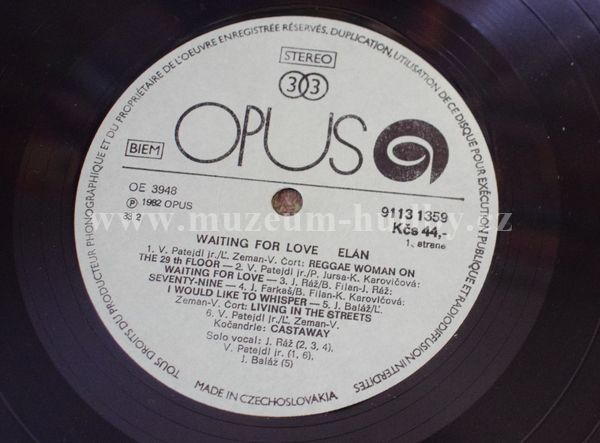 TOUS DROITS DU PRODUCTEUR PHONOGRAPHIQUE ET DU PROPRIÉTAIRE DE L'OEUVRE ENREGISTRÉE RÉSERVÉS. DUPLICATION, UTILISATION DE CE DISQUE POUR EXÉCUTION PUBLIQUE ET RADIODIFFUSION INTERDITES
STEREO
33
OPUS
BIEM
OE 3948
℗ 1982 OPUS
33 2
9113 1359
Kčs 44,-
1. strane
www.muzeum-hudby.cz
WAITING FOR LOVE ELÁN
1. V. Patejdl jr./Ľ. Zeman-V. Čort: REGGAE WOMAN ON
THE 29th FLOOR — 2. V. Patejdl jr./P. Jursa-K. Karovičová:
WAITING FOR LOVE — 3. J. Ráž/B. Filan-J. Ráž:
SEVENTY-NINE — 4. J. Farkaš/B. Filan-K. Karovičová:
I WOULD LIKE TO WHISPER — 5. J. Baláž/Ľ.
Zeman-V. Čort: LIVING IN THE STREETS
6. V. Patejdl jr./Ľ. Zeman-V.
Kočandrle: CASTAWAY
Solo vocal: J. Ráž (2, 3, 4),
V. Patejdl jr. (1, 6),
J. Baláž (5)
MADE IN CZECHOSLOVAKIA